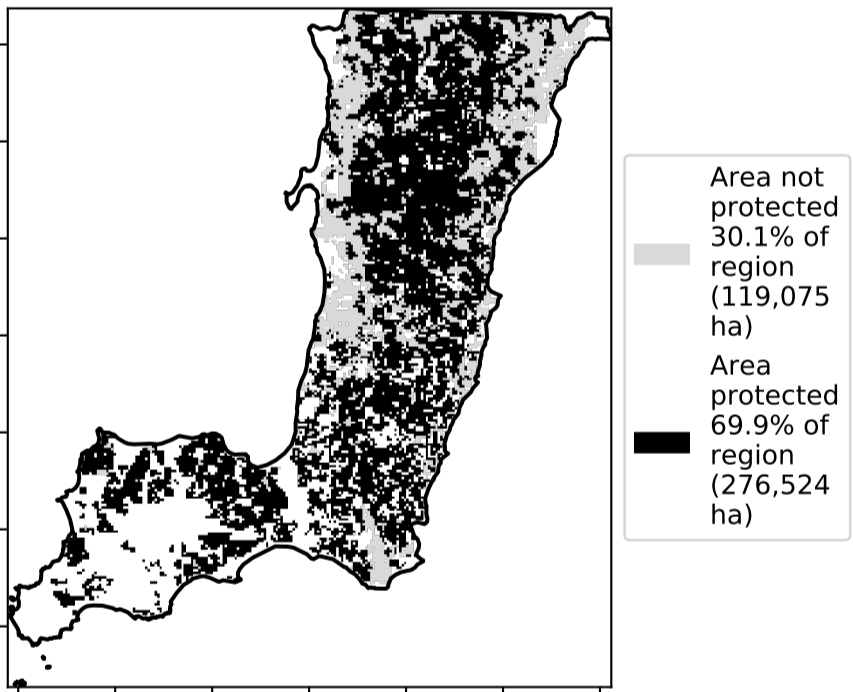 Area not
protected
30.1% of
region
(119,075
ha)
Area
protected
69.9% of
region
(276,524
ha)